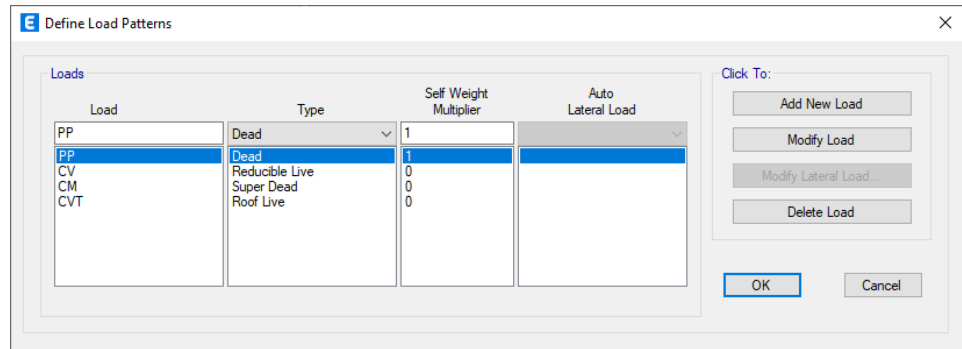 E Define Load Patterns
Loads
Load Type Self Weight Multiplier Auto Lateral Load
PP Dead 1
PP Dead 1
CV Reducible Live 0
CM Super Dead 0
CVT Roof Live 0
Click To:
Add New Load
Modify Load
Modify Lateral Load...
Delete Load
OK Cancel